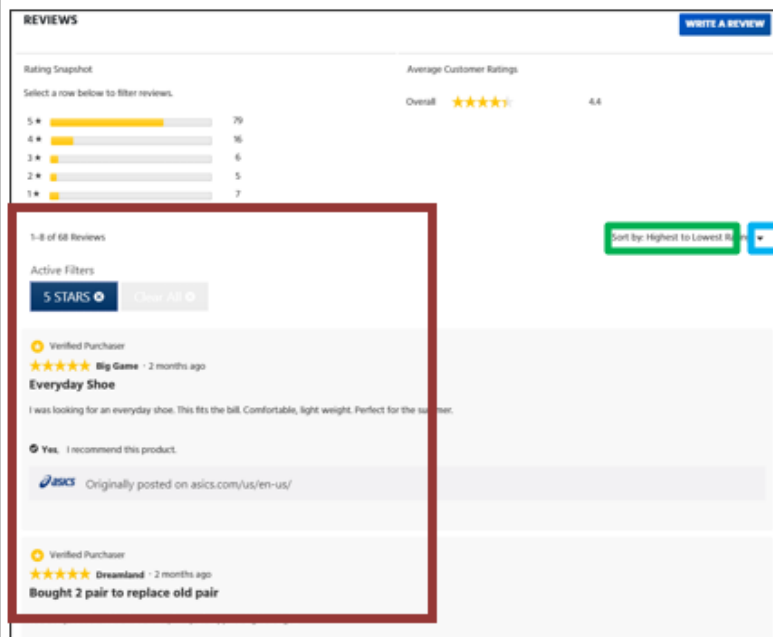 REVIEWS
WRITE A REVIEW
Rating Snapshot
Average Customer Ratings
Select a row below to filter reviews.
Overall 4.4
5★ 79
4★ 16
3★ 6
2★ 5
1★ 7
1–8 of 68 Reviews
Sort by: Highest to Lowest
Active Filters
5 STARS
Clear All
Verified Purchaser
Big Game · 2 months ago
Everyday Shoe
I was looking for an everyday shoe. This fits the bill. Comfortable, light weight. Perfect for the summer.
Yes, I recommend this product.
asics Originally posted on asics.com/us/en-us/
Verified Purchaser
Dreamland · 2 months ago
Bought 2 pair to replace old pair